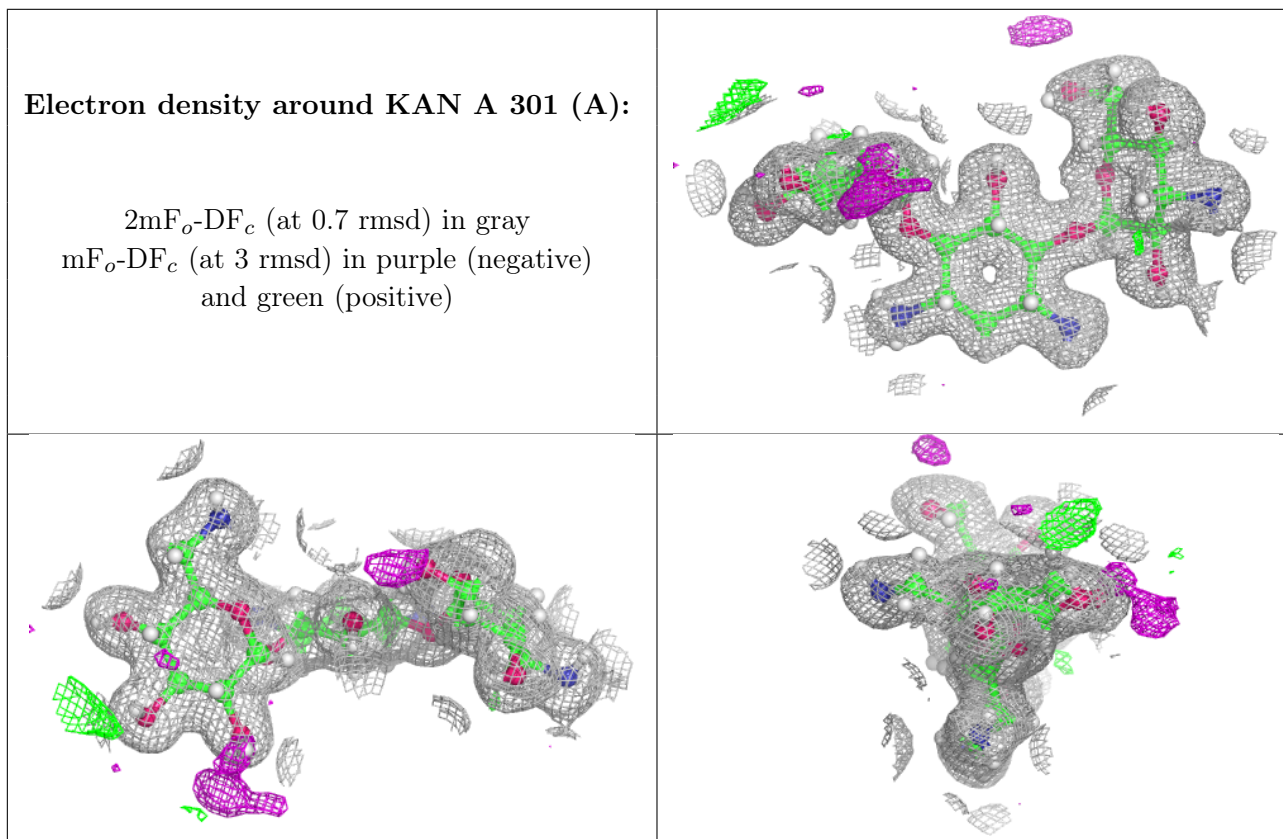 Electron density around KAN A 301 (A):
2mFo-DFc (at 0.7 rmsd) in gray
mFo-DFc (at 3 rmsd) in purple (negative)
and green (positive)